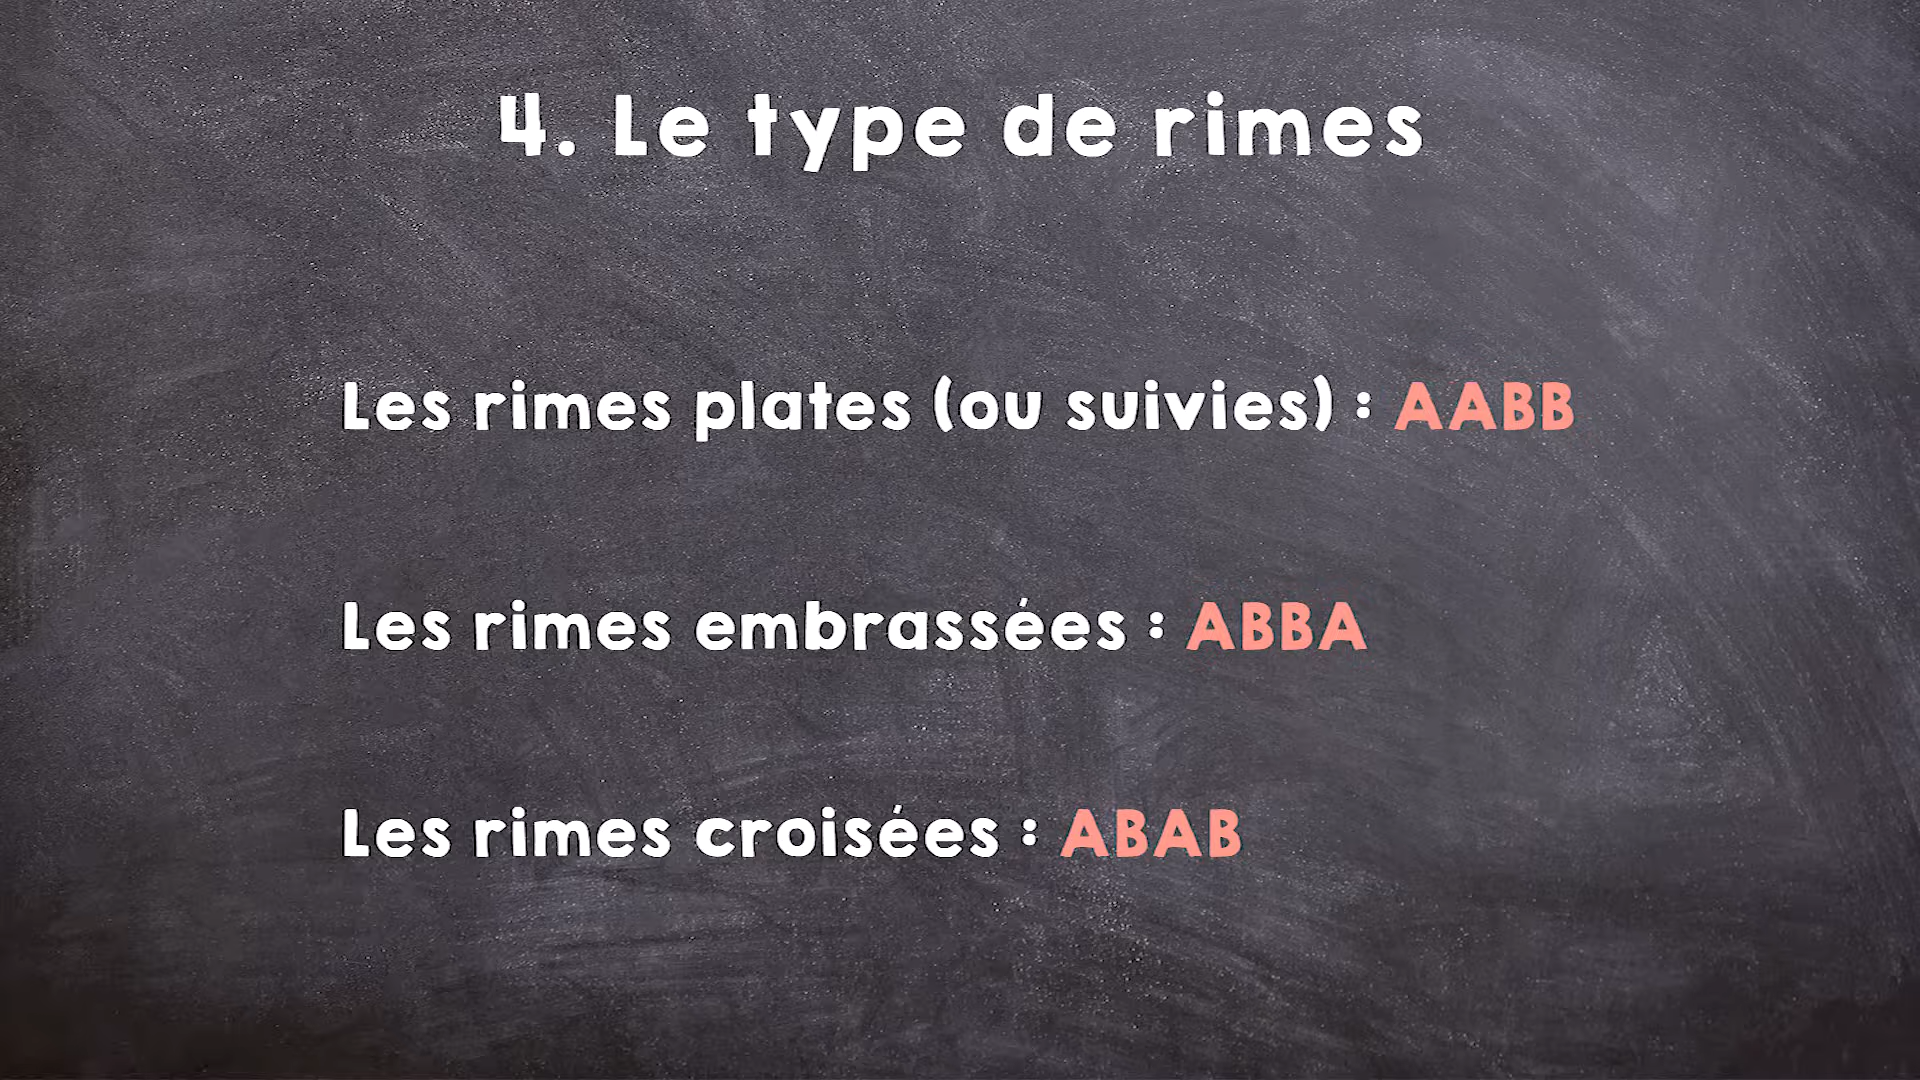 4. Le type de rimes
Les rimes plates (ou suivies) : AABB
Les rimes embrassées : ABBA
Les rimes croisées : ABAB